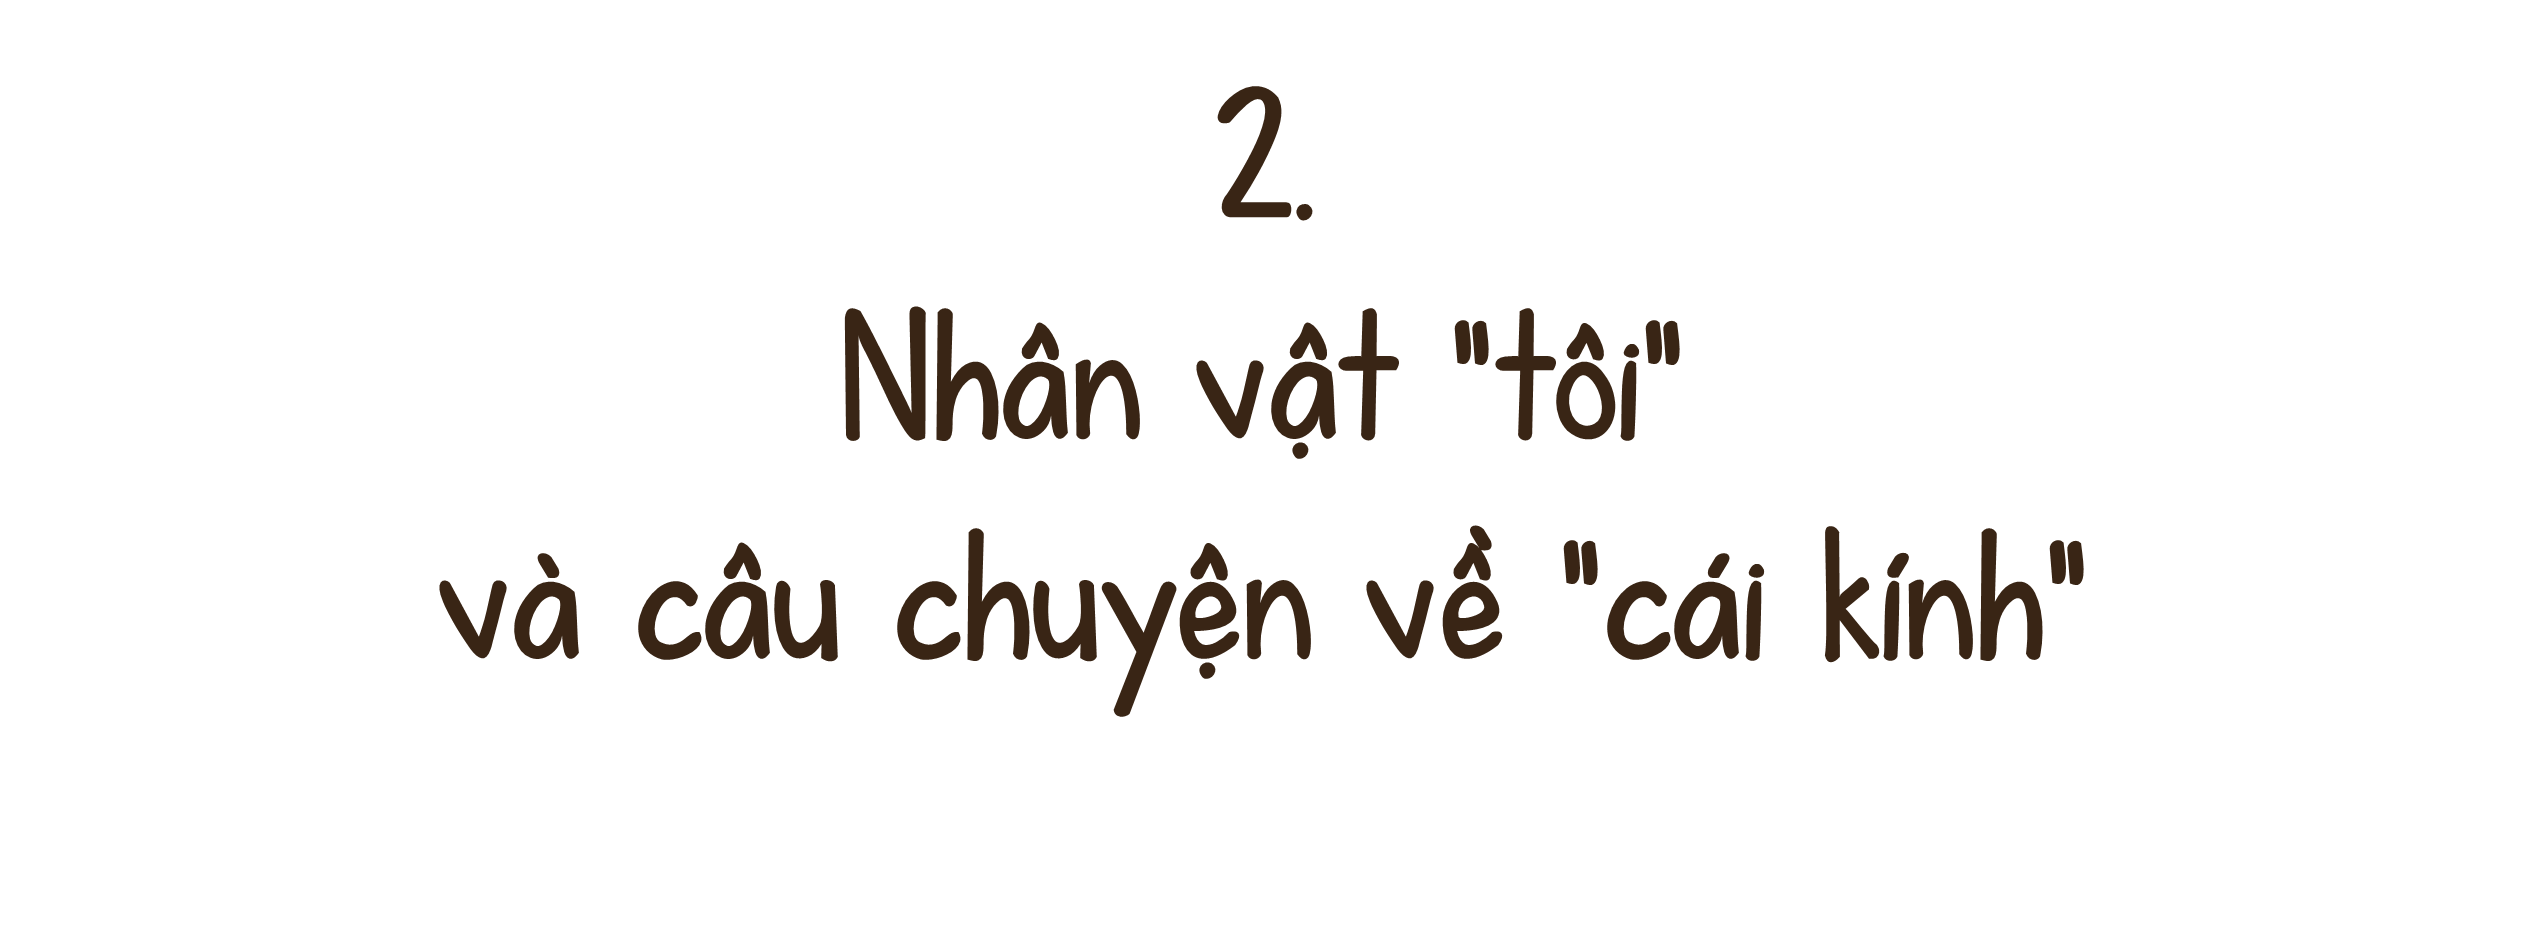 2.
Nhân vật "tôi"
và câu chuyện về "cái kính"